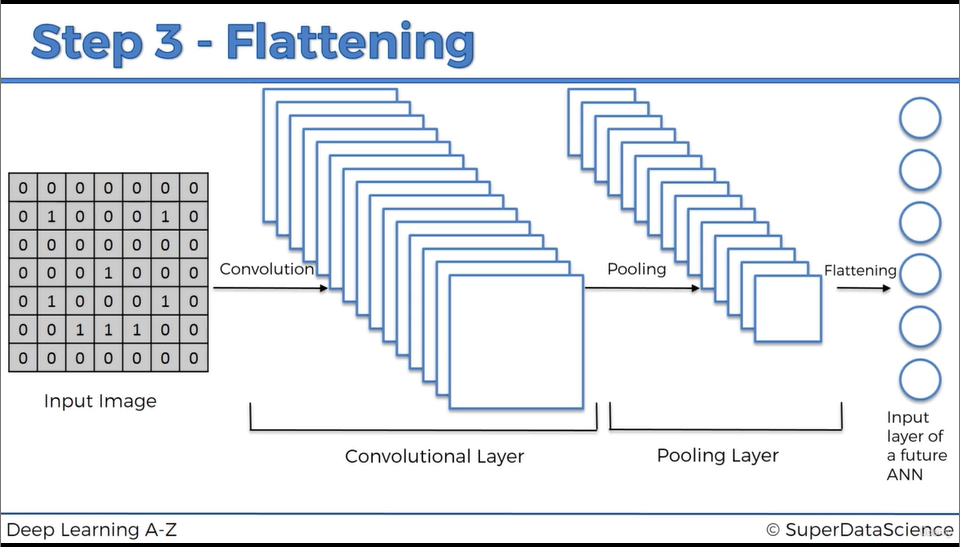 Step 3 - Flattening
0 0 0 0 0 0 0
0 1 0 0 0 1 0
0 0 0 0 0 0 0
0 0 0 1 0 0 0
0 1 0 0 0 1 0
0 0 1 1 1 0 0
0 0 0 0 0 0 0
Input Image
Convolution
Convolutional Layer
Pooling
Pooling Layer
Flattening
Input
layer of
a future
ANN
Deep Learning A-Z
© SuperDataScience